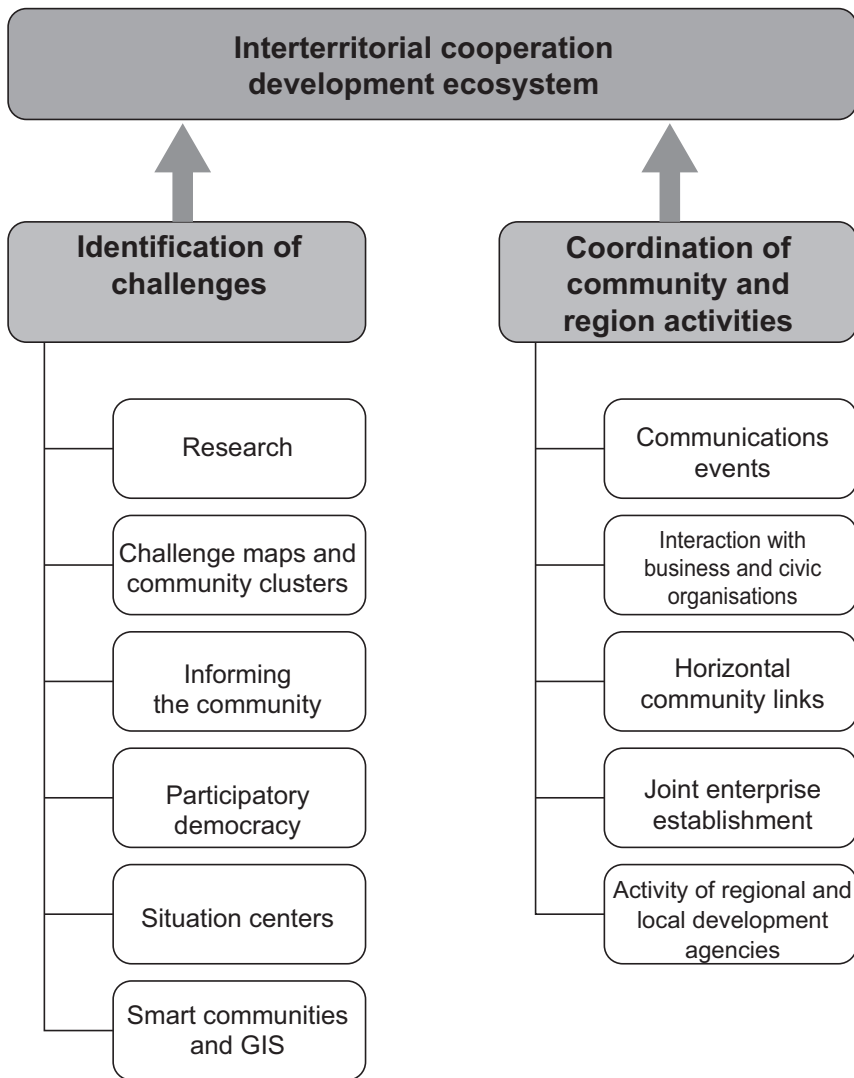 Interterritorial cooperation
development ecosystem
Identification of
challenges
Research
Challenge maps and
community clusters
Informing
the community
Participatory
democracy
Situation centers
Smart communities
and GIS
Coordination of
community and
region activities
Communications
events
Interaction with
business and civic
organisations
Horizontal
community links
Joint enterprise
establishment
Activity of regional and
local development
agencies